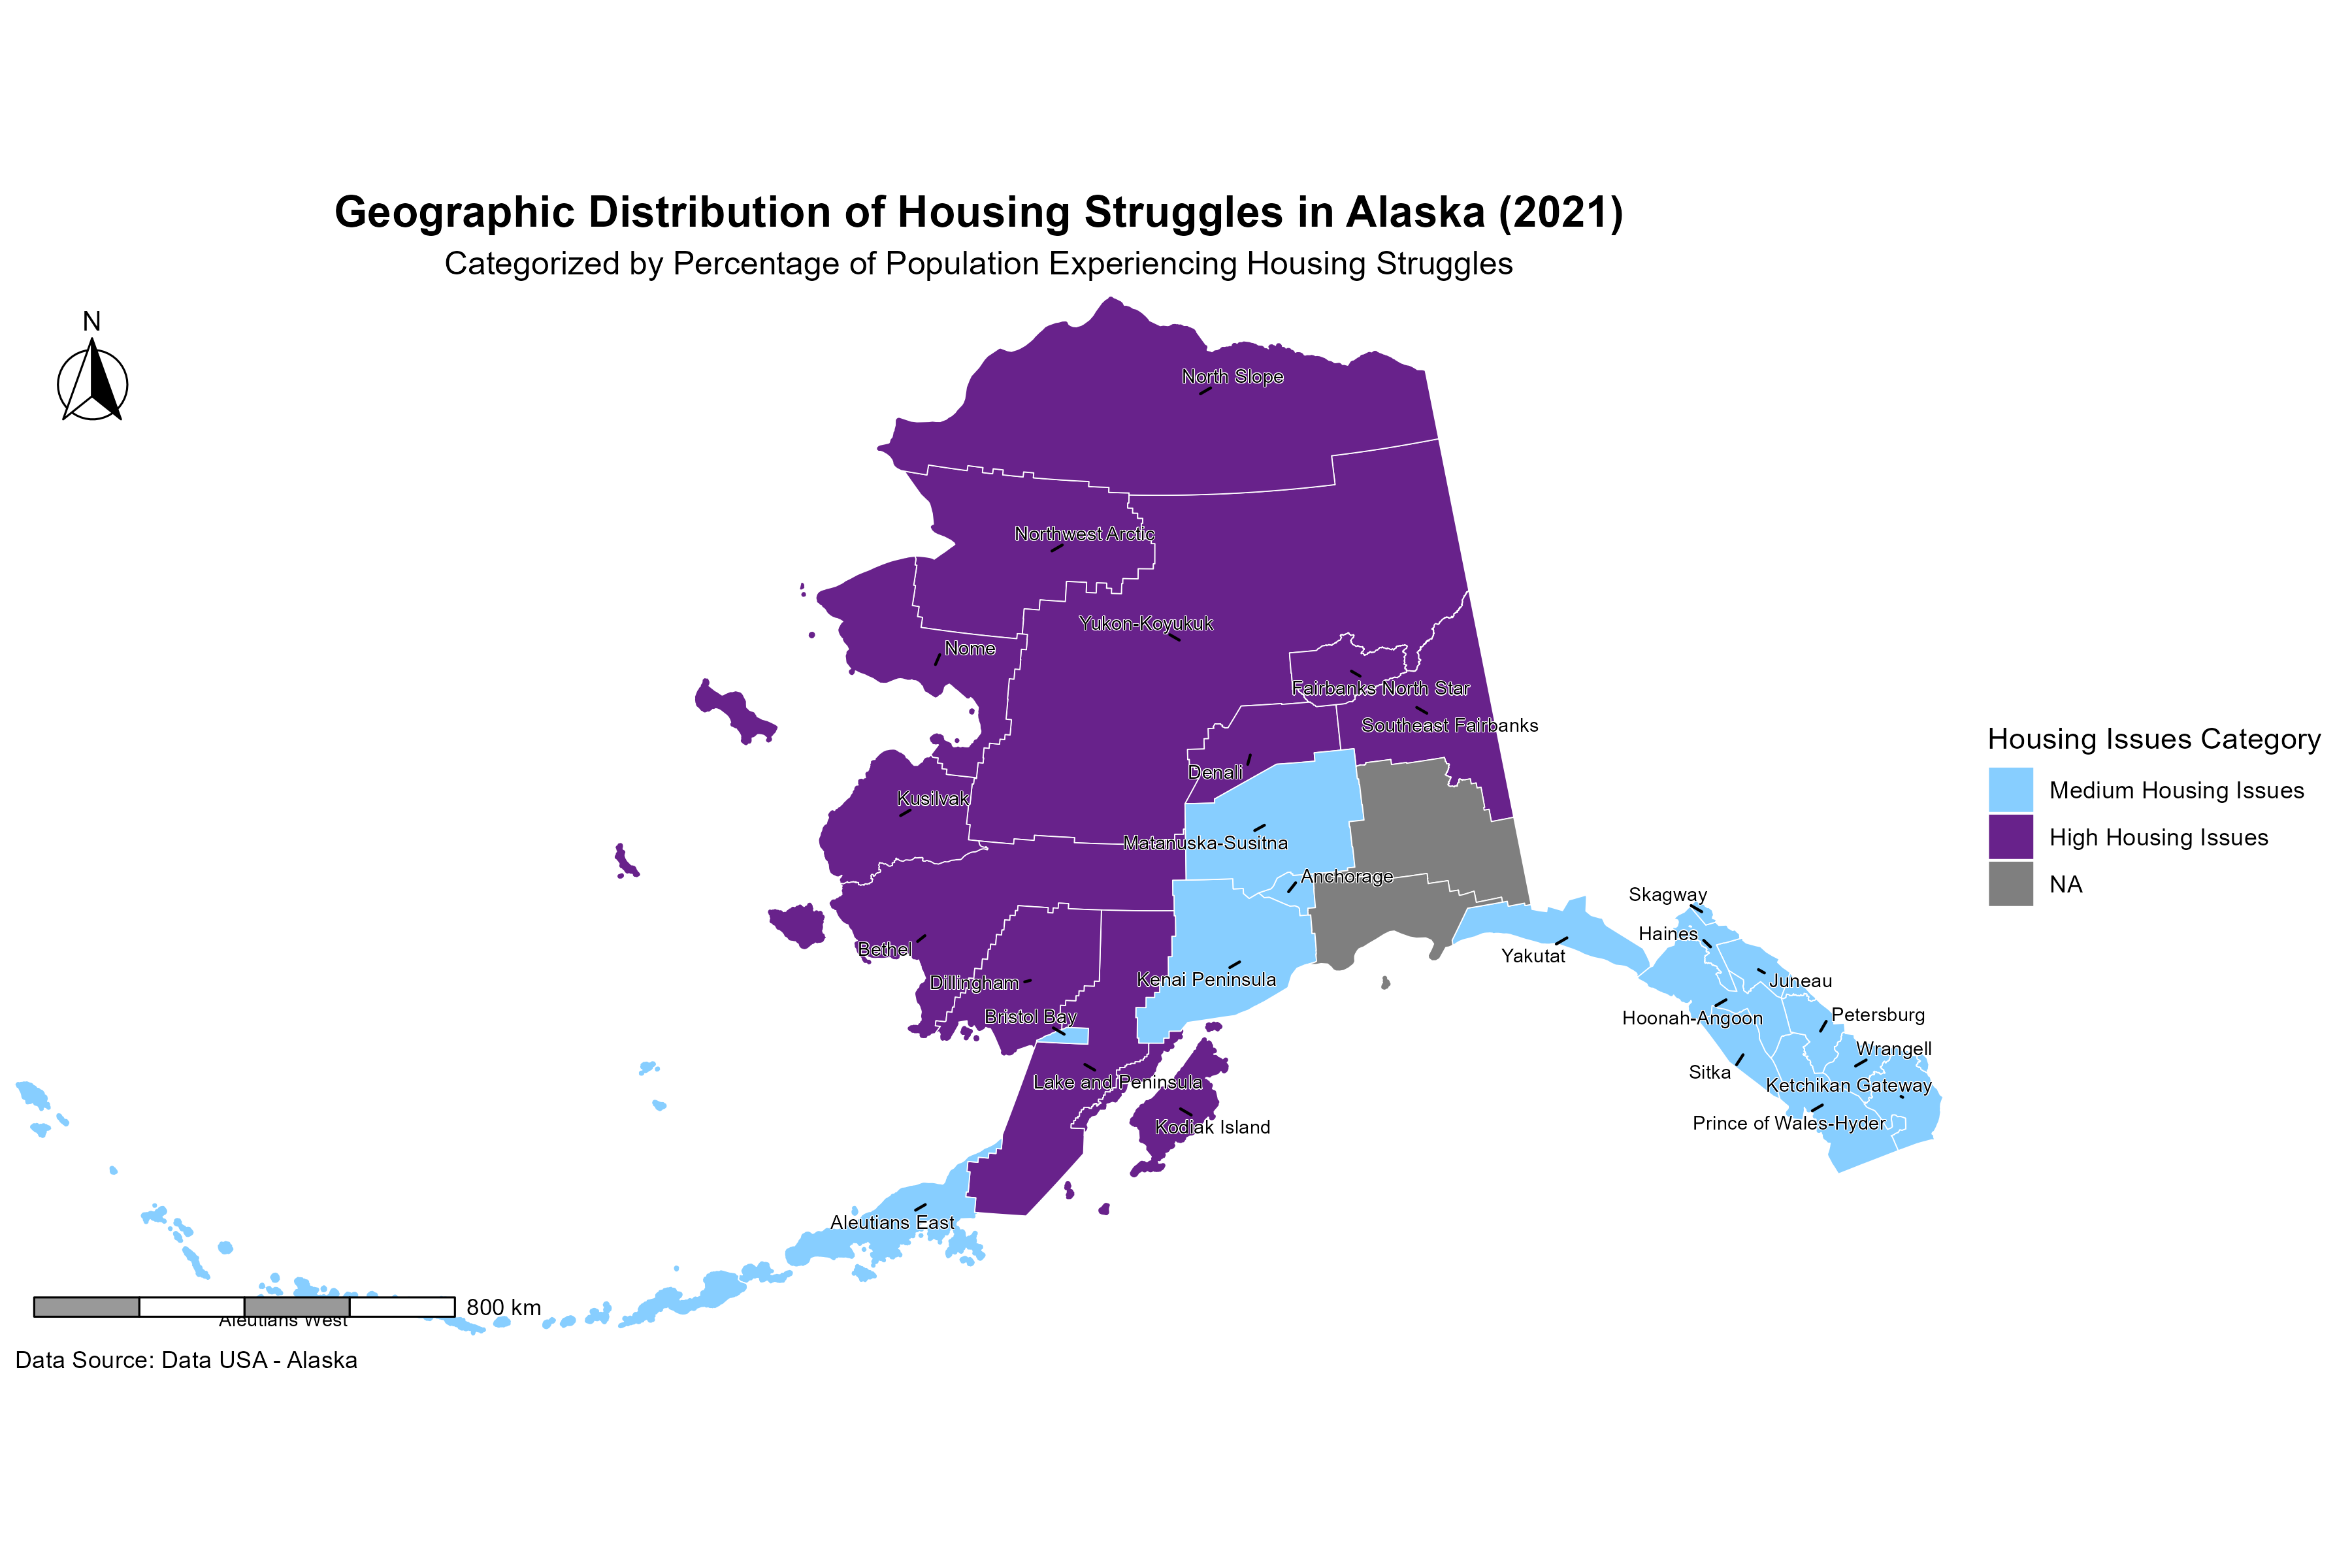 Geographic Distribution of Housing Struggles in Alaska (2021)
Categorized by Percentage of Population Experiencing Housing Struggles
N
North Slope
Northwest Arctic
Yukon-Koyukuk
Nome
Fairbanks North Star
Southeast Fairbanks
Denali
Kusilvak
Matanuska-Susitna
Anchorage
Bethel
Dillingham
Kenai Peninsula
Bristol Bay
Lake and Peninsula
Kodiak Island
Aleutians East
Aleutians West
Yakutat
Skagway
Haines
Juneau
Hoonah-Angoon
Petersburg
Wrangell
Sitka
Ketchikan Gateway
Prince of Wales-Hyder
Housing Issues Category
Medium Housing Issues
High Housing Issues
NA
800 km
Data Source: Data USA - Alaska